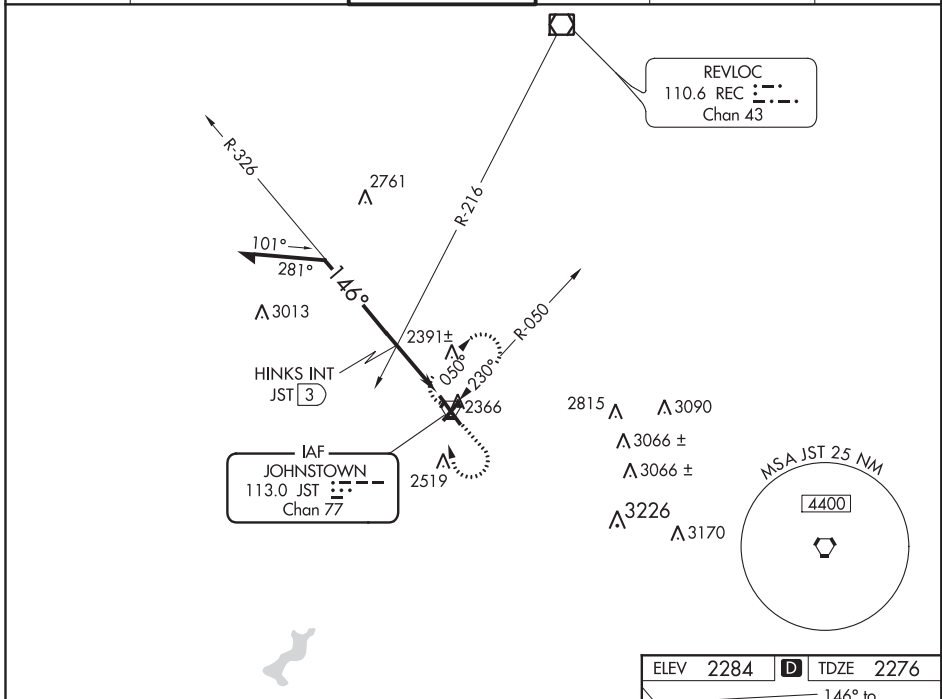 REVLOC
110.6 REC
Chan 43
R-326
2761
R-216
101°
281°
146°
R-050
3013
2391±
HINKS INT
JST 3
050°
230°
2366
2815
3090
3066 ±
IAF
JOHNSTOWN
113.0 JST
Chan 77
2519
3066 ±
MSA JST 25 NM
4400
3226
3170
ELEV 2284 D TDZE 2276
146° to